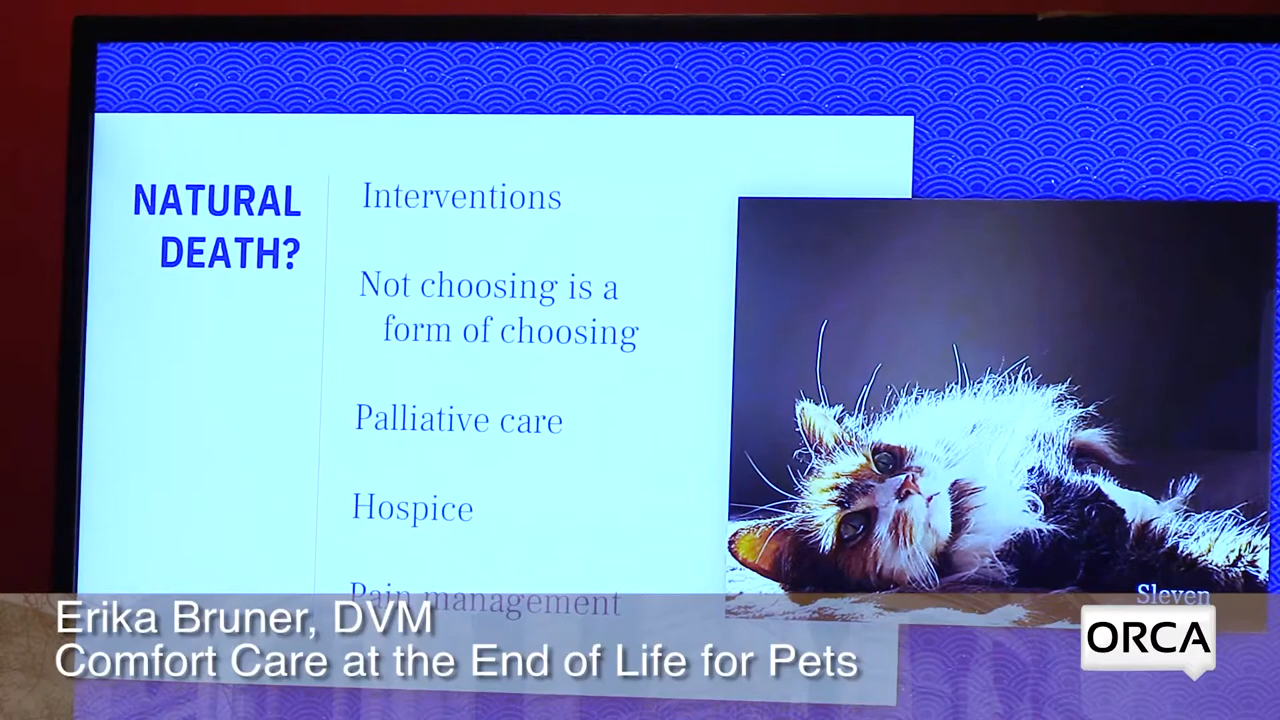 NATURAL
DEATH?
Interventions
Not choosing is a
form of choosing
Palliative care
Hospice
Pain management
Sleven
Erika Bruner, DVM
Comfort Care at the End of Life for Pets
ORCA